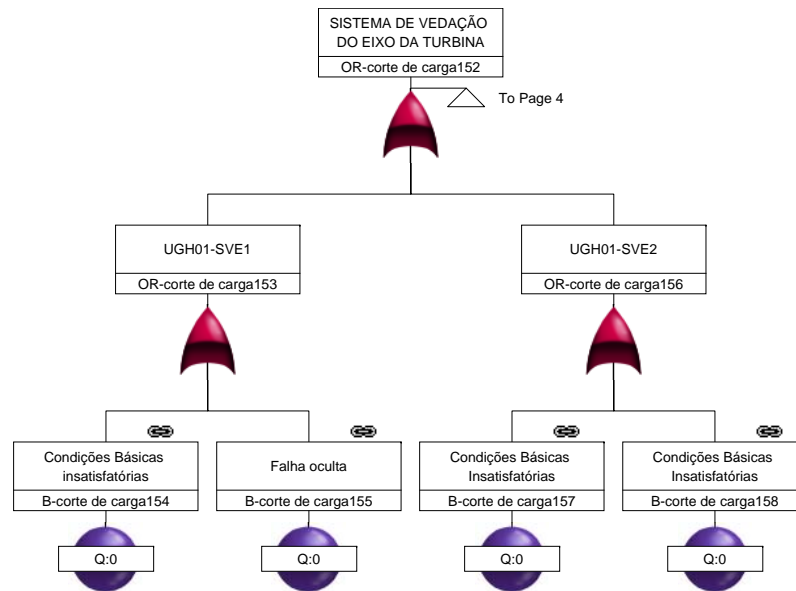 SISTEMA DE VEDAÇÃO
DO EIXO DA TURBINA
OR-corte de carga152
To Page 4
UGH01-SVE1
OR-corte de carga153
UGH01-SVE2
OR-corte de carga156
Condições Básicas
insatisfatórias
B-corte de carga154
Falha oculta
B-corte de carga155
Condições Básicas
Insatisfatórias
B-corte de carga157
Condições Básicas
Insatisfatórias
B-corte de carga158
Q:0
Q:0
Q:0
Q:0